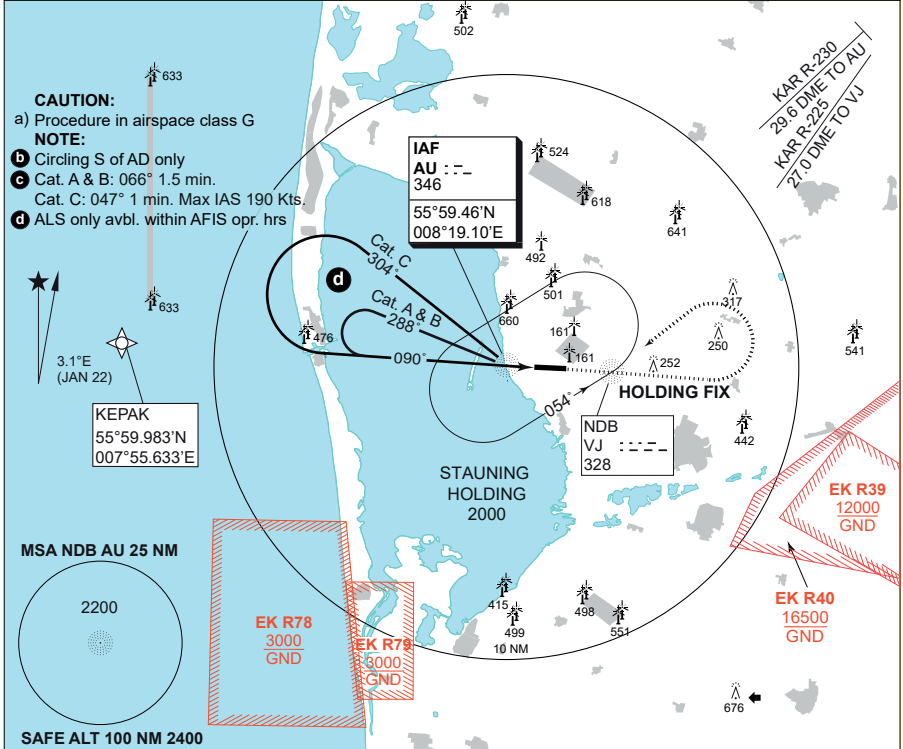 502
633
KAR R-230
29.6 DME TO AU
KAR R-225
27.0 DME TO VJ
CAUTION:
a) Procedure in airspace class G
NOTE:
b Circling S of AD only
c Cat. A & B: 066° 1.5 min.
Cat. C: 047° 1 min. Max IAS 190 Kts.
d ALS only avbl. within AFIS opr. hrs
IAF
AU
346
55°59.46'N
008°19.10'E
524
618
641
492
501
Cat. C
304°
d
Cat. A & B
288°
633
660
317
476
161
161
250
541
090°
252
3.1°E
(JAN 22)
HOLDING FIX
054°
KEPAK
55°59.983'N
007°55.633'E
NDB
VJ
328
442
STAUNING
HOLDING
2000
EK R39
12000
GND
MSA NDB AU 25 NM
2200
EK R78
3000
GND
EK R79
3000
GND
415
499
10 NM
498
551
EK R40
16500
GND
676
SAFE ALT 100 NM 2400